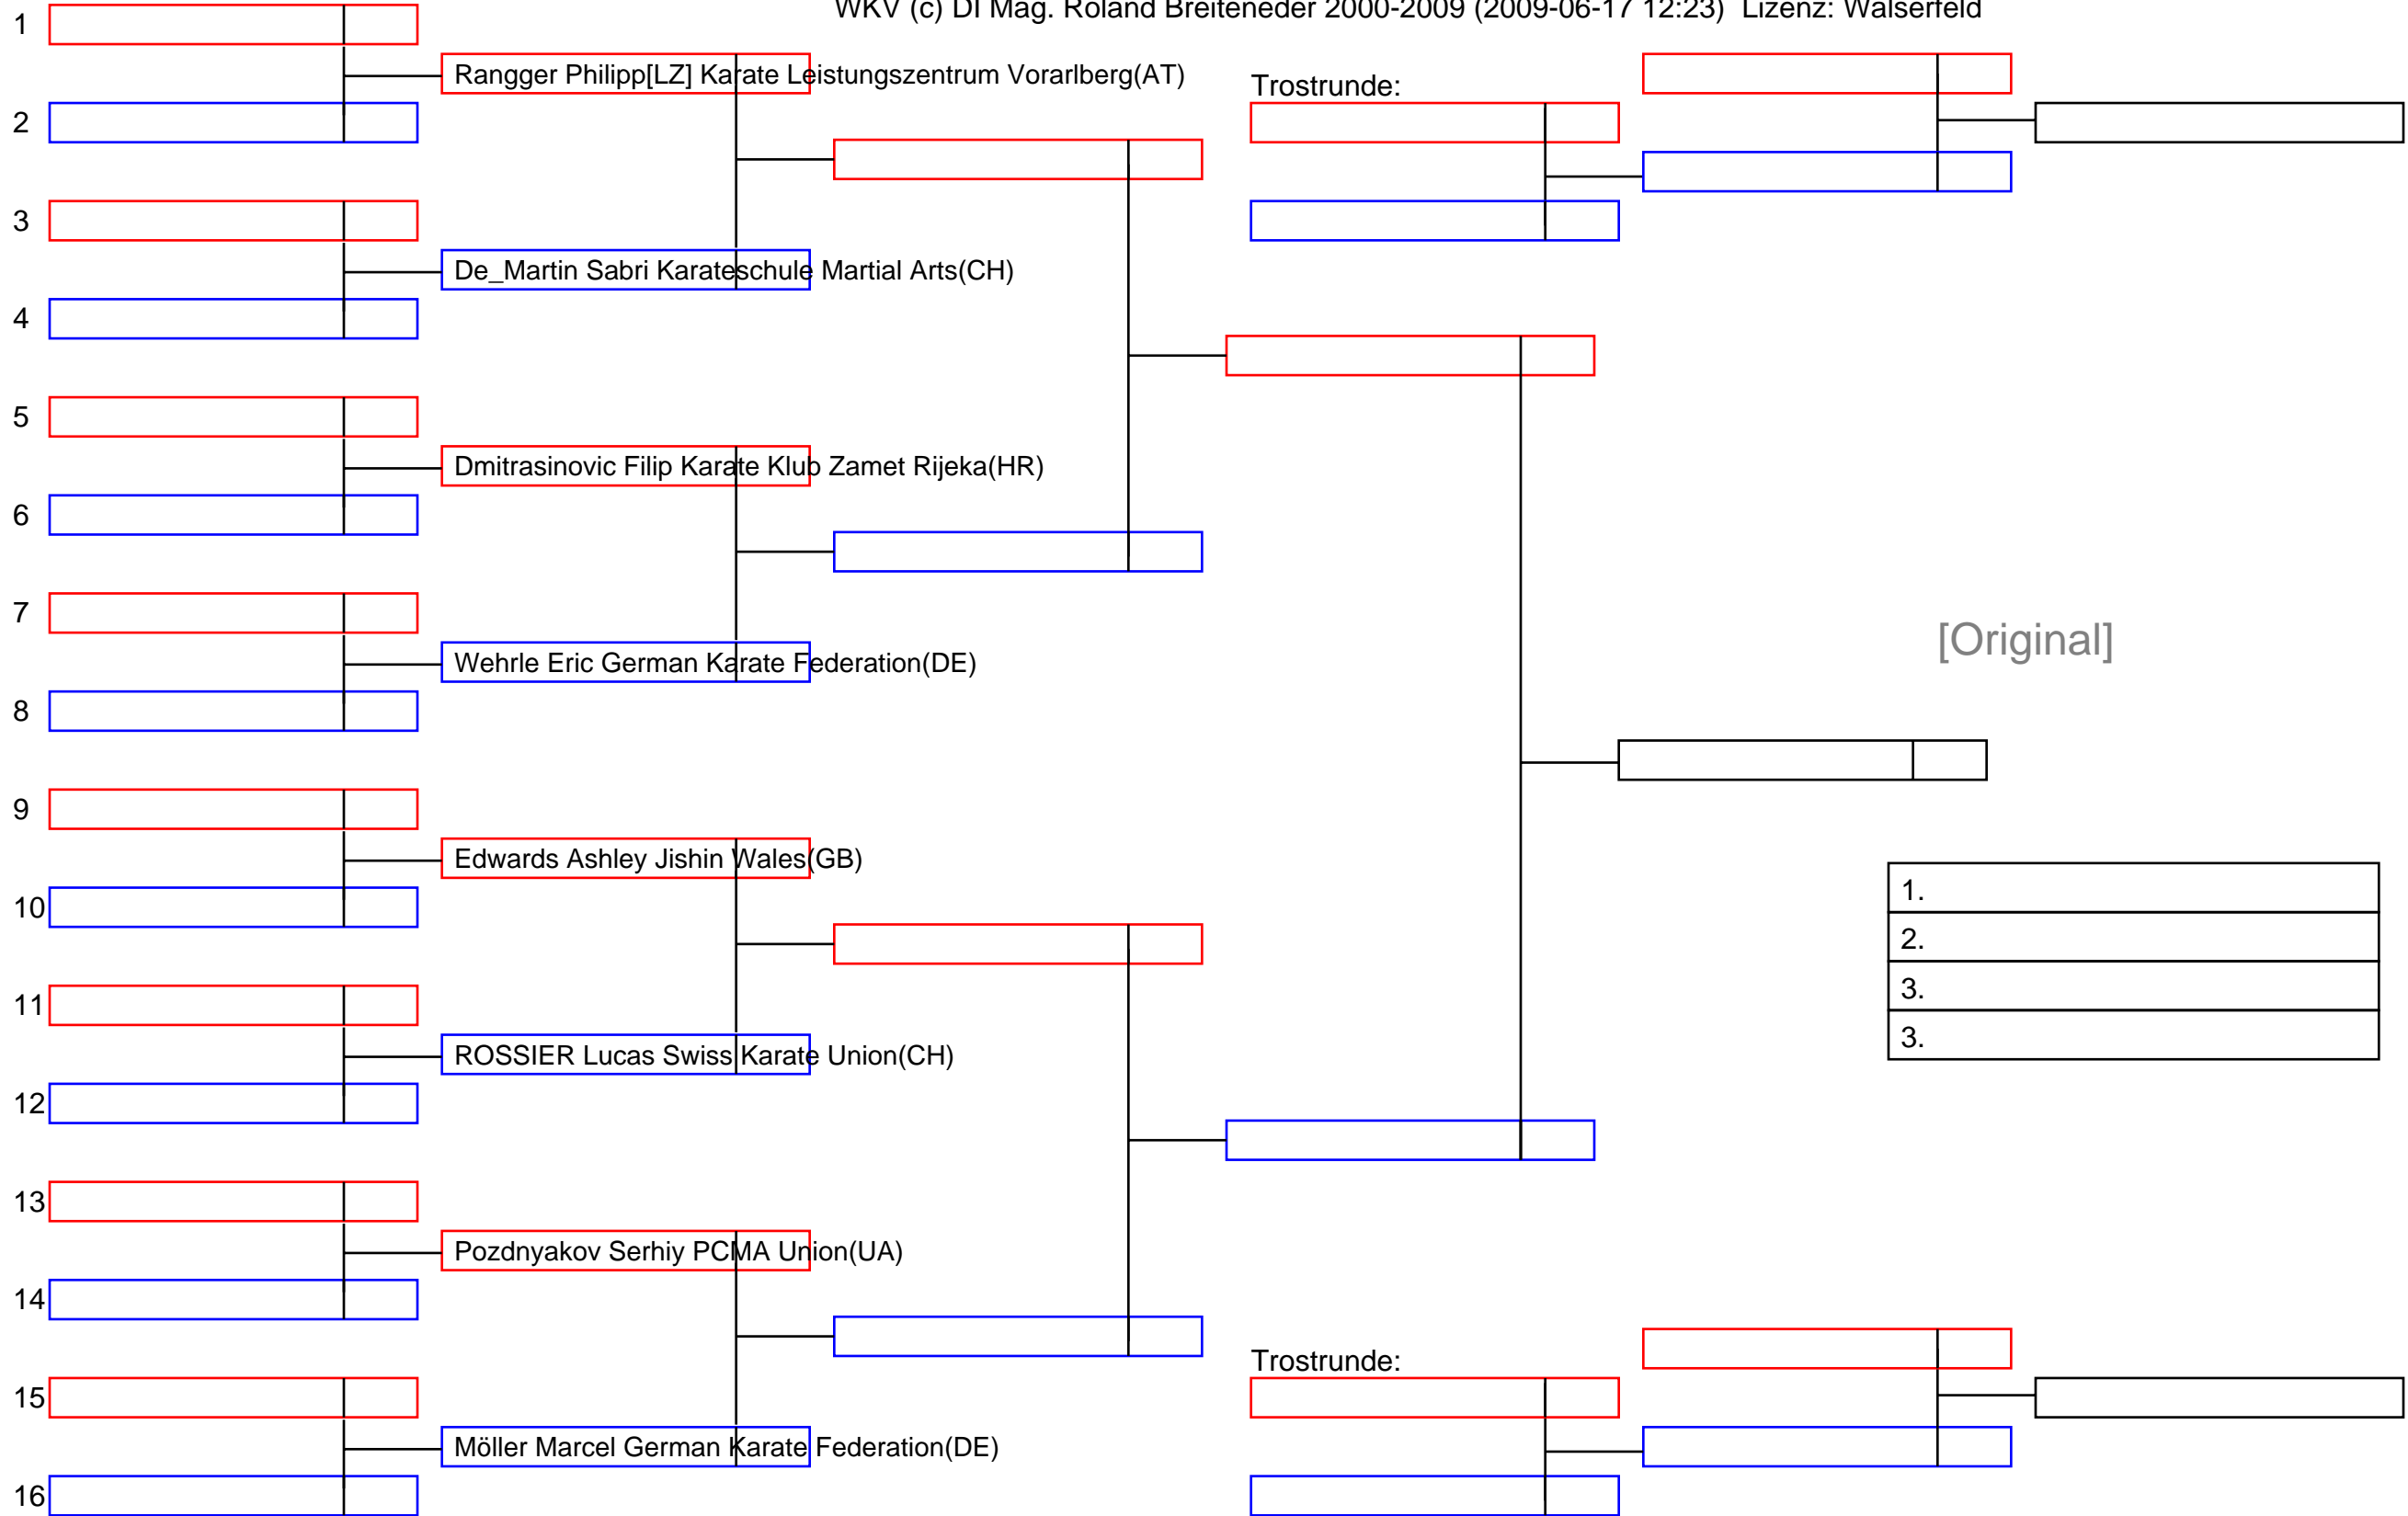 WKV (c) DI Mag. Roland Breiteneder 2000-2009 (2009-06-17 12:23) Lizenz: Walserfeld
1
Rangger Philipp[LZ] Karate Leistungszentrum Vorarlberg(AT)
Trostrunde:
2
3
De_Martin Sabri Karateschule Martial Arts(CH)
4
5
Dmitrasinovic Filip Karate Klub Zamet Rijeka(HR)
6
7
[Original]
Wehrle Eric German Karate Federation(DE)
8
9
Edwards Ashley Jishin Wales(GB)
1.
10
2.
3.
11
3.
ROSSIER Lucas Swiss Karate Union(CH)
12
13
Pozdnyakov Serhiy PCMA Union(UA)
14
Trostrunde:
15
Möller Marcel German Karate Federation(DE)
16